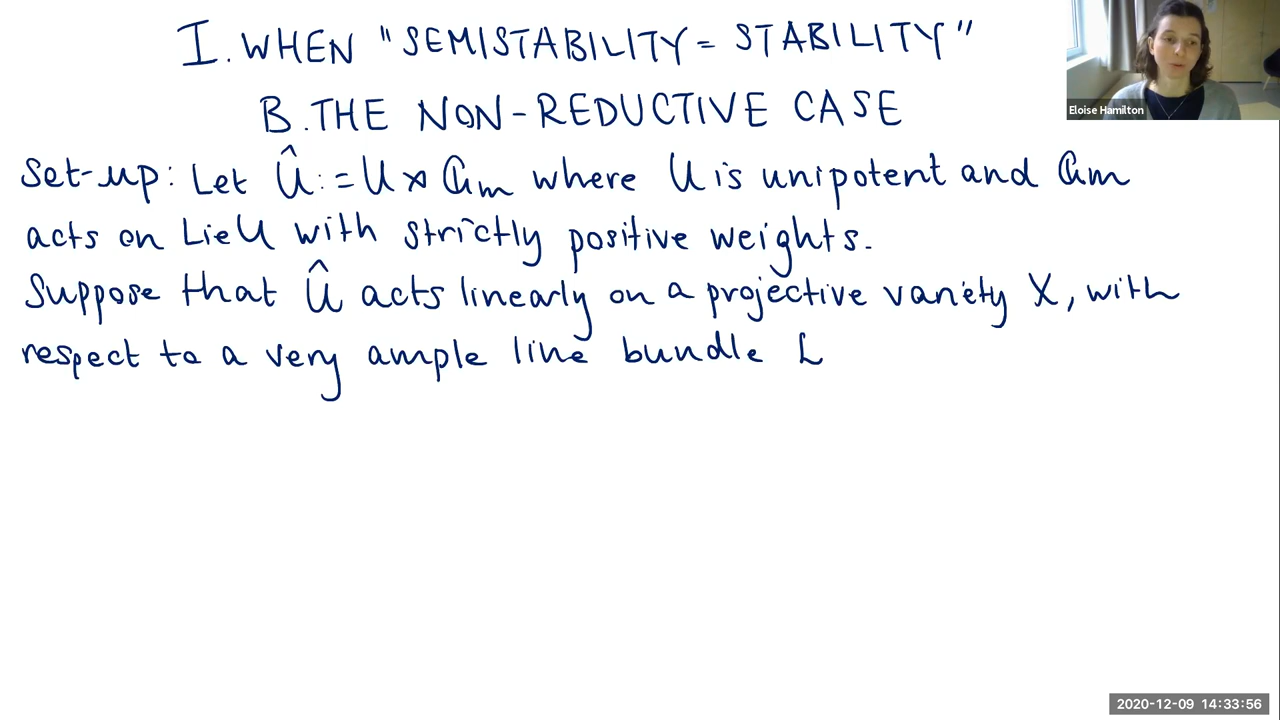 I. WHEN "SEMISTABILITY = STABILITY"
B. THE NON-REDUCTIVE CASE
Set-up: Let Û := U ⋊ 𝔾m where U is unipotent and 𝔾m
acts on Lie U with strictly positive weights.
Suppose that Û acts linearly on a projective variety X, with
respect to a very ample line bundle L
Eloise Hamilton
2020-12-09 14:33:56